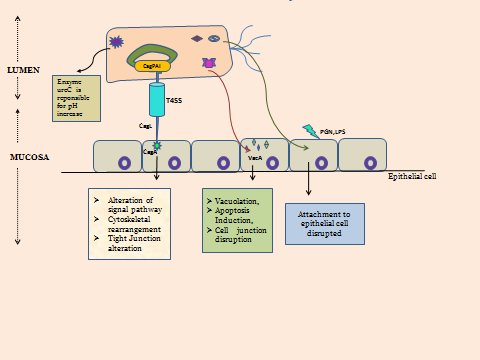 CagPAI
LUMEN
Enzyme
ureC is
reponsible
for pH
increase
T4SS
CagL
PGN,LPS
CagA
VacA
MUCOSA
Epithelial cell
➢ Alteration of
signal pathway
➢ Cytoskeletal
rearrangement
➢ Tight Junction
alteration
➢ Vacuolation,
➢ Apoptosis
Induction,
➢ Cell junction
disruption
Attachment to
epithelial cell
disrupted